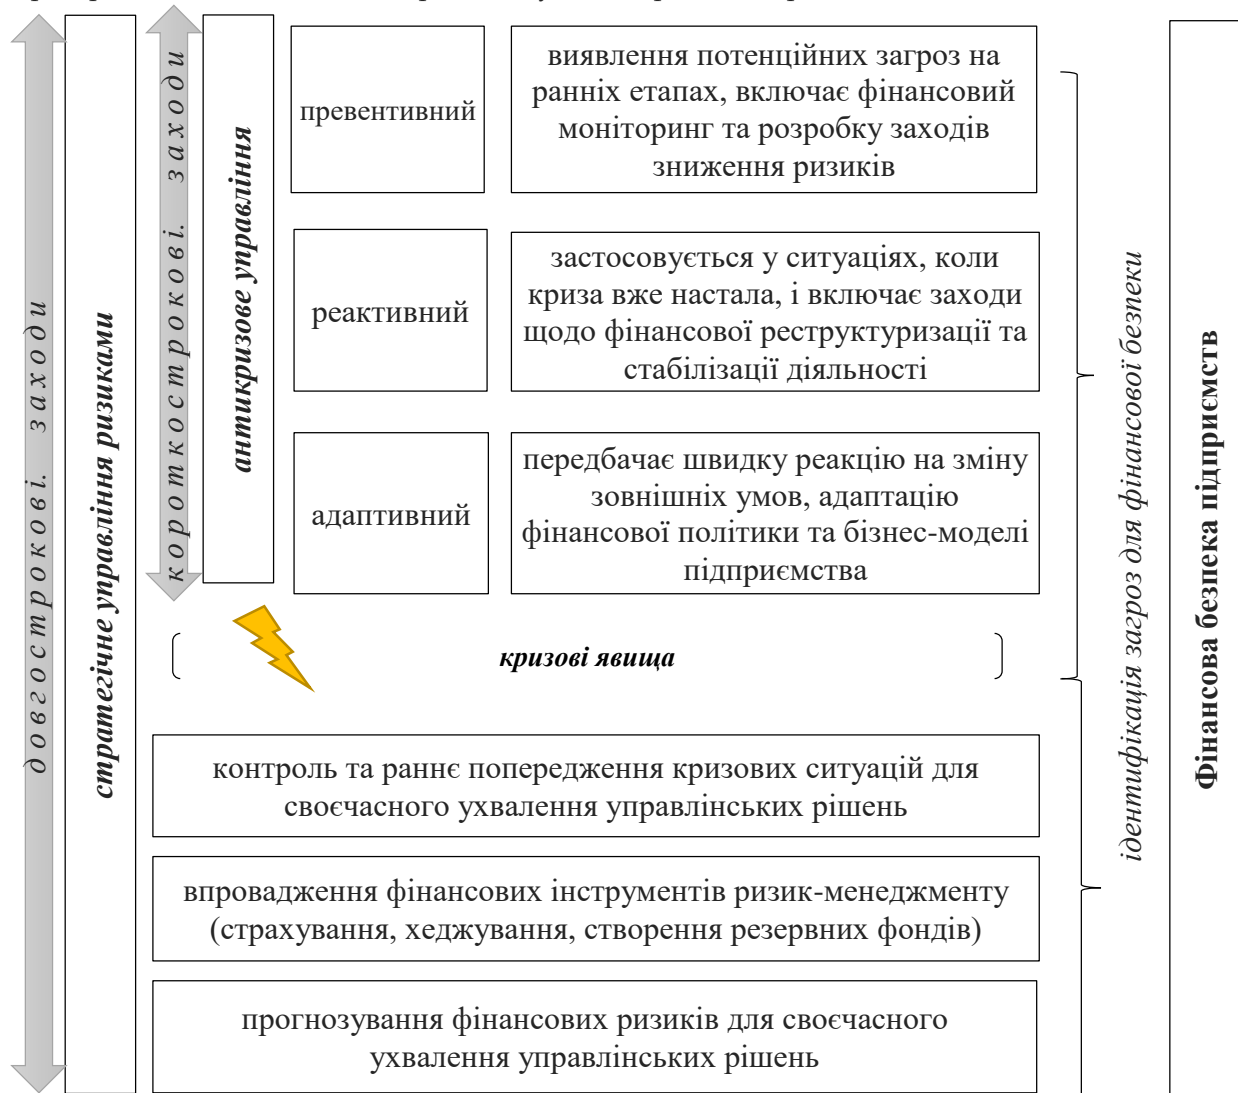 довгострокові. заходи
стратегічне управління ризиками
короткострокові. заходи
антикризове управління
превентивний
виявлення потенційних загроз на
ранніх етапах, включає фінансовий
моніторинг та розробку заходів
зниження ризиків
реактивний
застосовується у ситуаціях, коли
криза вже настала, і включає заходи
щодо фінансової реструктуризації та
стабілізації діяльності
адаптивний
передбачає швидку реакцію на зміну
зовнішніх умов, адаптацію
фінансової політики та бізнес-моделі
підприємства
кризові явища
контроль та раннє попередження кризових ситуацій для
своєчасного ухвалення управлінських рішень
впровадження фінансових інструментів ризик-менеджменту
(страхування, хеджування, створення резервних фондів)
прогнозування фінансових ризиків для своєчасного
ухвалення управлінських рішень
ідентифікація загроз для фінансової безпеки
Фінансова безпека підприємств